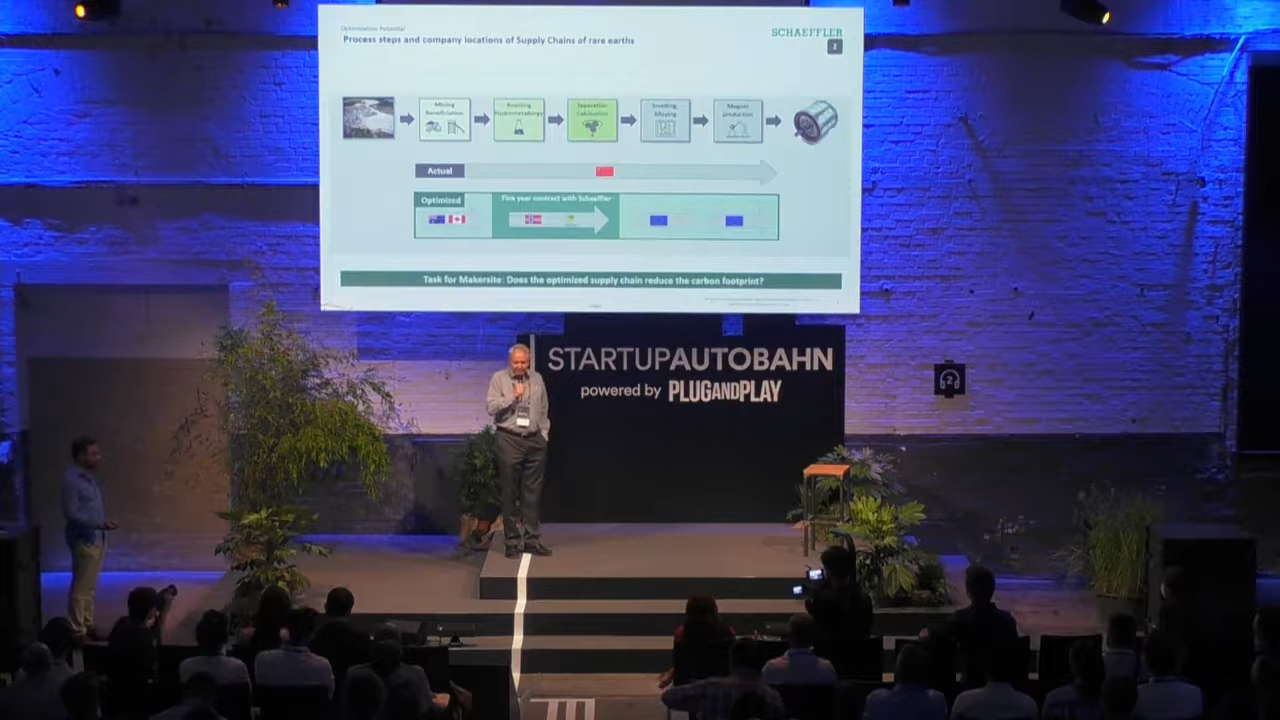 Optimization Potential
Process steps and company locations of Supply Chains of rare earths
SCHAEFFLER
2
Mining
Beneficiation
Roasting
Hydrometallurgy
Separation
Calcination
Smelting,
Alloying
Magnet
production
Actual
Optimized
Five year contract with Schaeffler
Task for Makersite: Does the optimized supply chain reduce the carbon footprint?
STARTUPAUTOBAHN
powered by PLUGANDPLAY
2